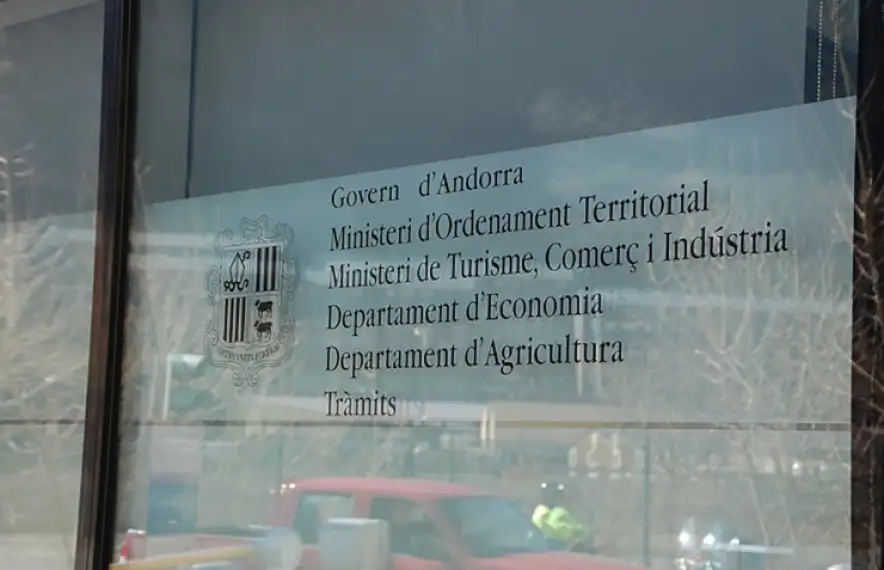 Govern d'Andorra
Ministeri d'Ordenament Territorial
Ministeri de Turisme, Comerç i Indústria
Departament d'Economia
Departament d'Agricultura
Tràmits